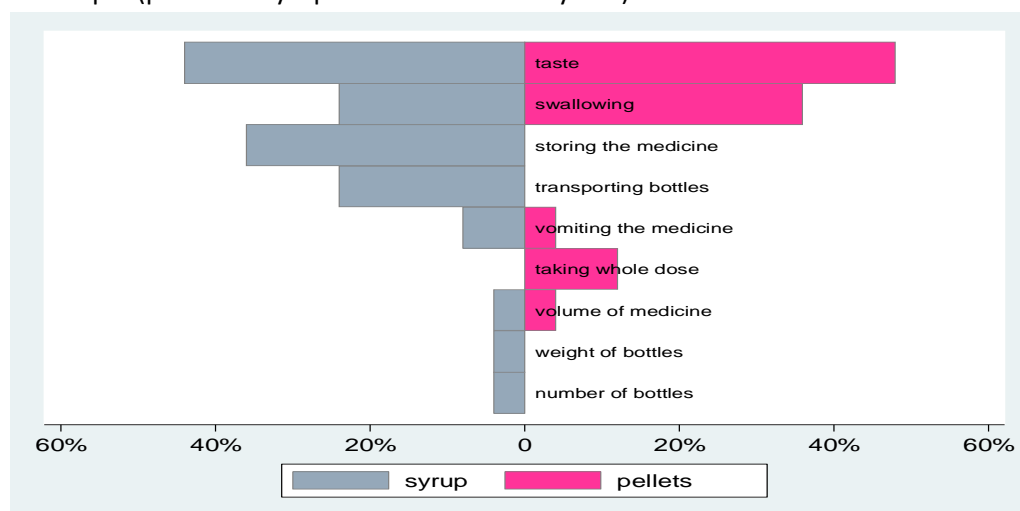 taste
swallowing
storing the medicine
transporting bottles
vomiting the medicine
taking whole dose
volume of medicine
weight of bottles
number of bottles
60% 40% 20% 0 20% 40% 60%
syrup pellets